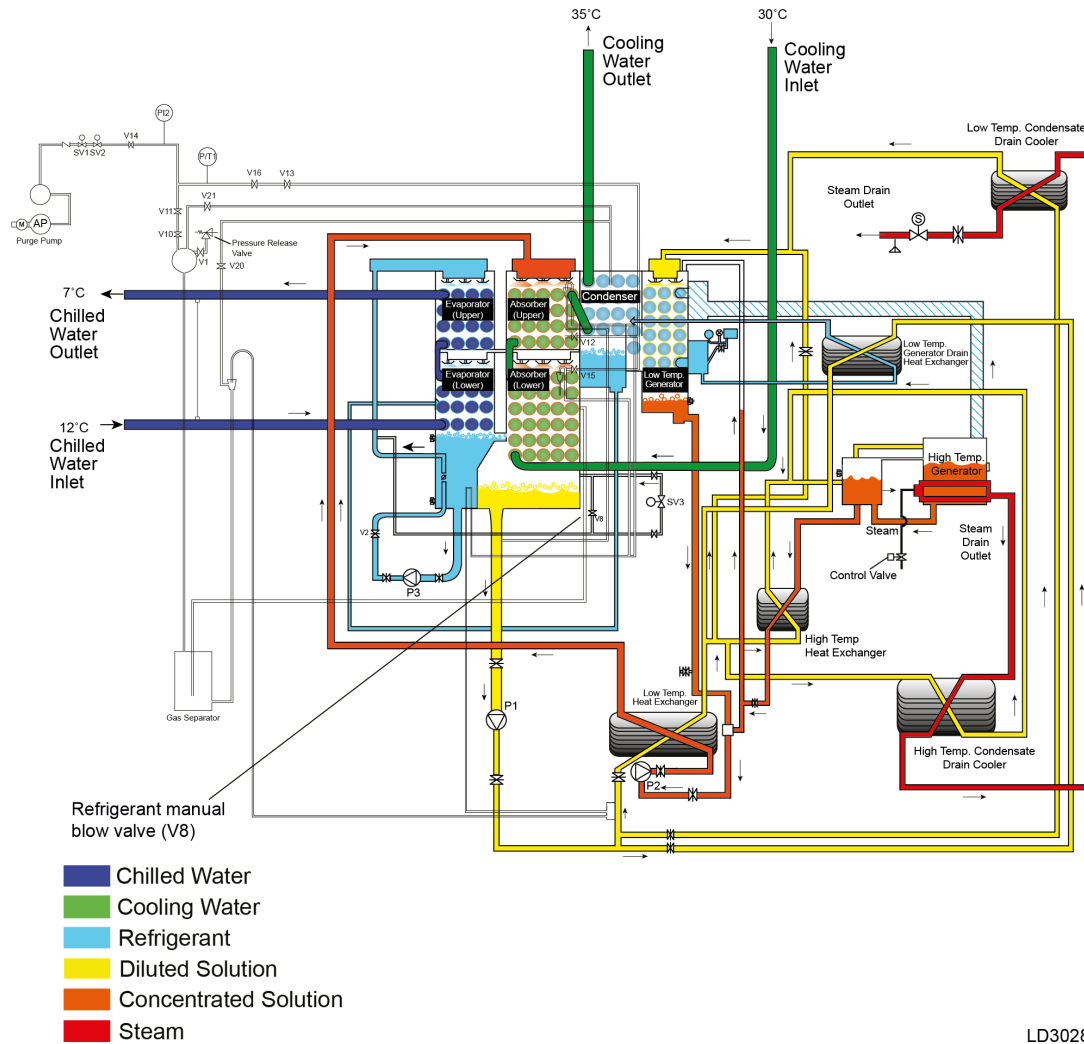 35˚C
30˚C
Cooling
Water
Outlet
Cooling
Water
Inlet
PI2
V14
SV1
SV2
P/T1
Low Temp. Condensate
Drain Cooler
V16
V13
M
AP
Purge Pump
V21
V11
V10
Pressure Release
Valve
V1
V20
Steam Drain
Outlet
S
7˚C
Chilled
Water
Outlet
Evaporator
(Upper)
Absorber
(Upper)
Condenser
V12
Low Temp.
Generator Drain
Heat Exchanger
Evaporator
(Lower)
Absorber
(Lower)
V15
Low Temp.
Generator
12˚C
Chilled
Water
Inlet
High Temp.
Generator
SV3
V8
V2
Steam
Steam
Drain
Outlet
Control Valve
P3
High Temp
Heat Exchanger
Low Temp.
Heat Exchanger
Gas Separator
P1
P2
High Temp. Condensate
Drain Cooler
Refrigerant manual
blow valve (V8)
Chilled Water
Cooling Water
Refrigerant
Diluted Solution
Concentrated Solution
Steam
LD3028